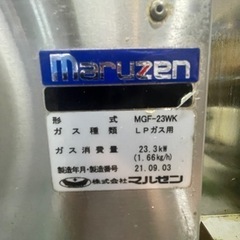 maruzen
形 式 MGF-23WK
ガス種類 LPガス用
ガス消費量 23.3kW
(1.66kg/h)
製造年月・製造番号 21.09.03
株式会社マルゼン